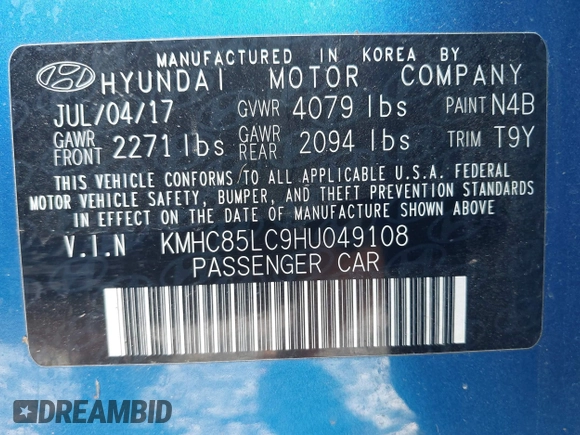 MANUFACTURED IN KOREA BY
HYUNDAI MOTOR COMPANY
JUL/04/17 GVWR 4079 lbs PAINT N4B
GAWR FRONT 2271 lbs GAWR REAR 2094 lbs TRIM T9Y
THIS VEHICLE CONFORMS TO ALL APPLICABLE U.S.A. FEDERAL
MOTOR VEHICLE SAFETY, BUMPER, AND THEFT PREVENTION STANDARDS
IN EFFECT ON THE DATE OF MANUFACTURE SHOWN ABOVE.
V.I.N KMHC85LC9HU049108
PASSENGER CAR
DREAMBID